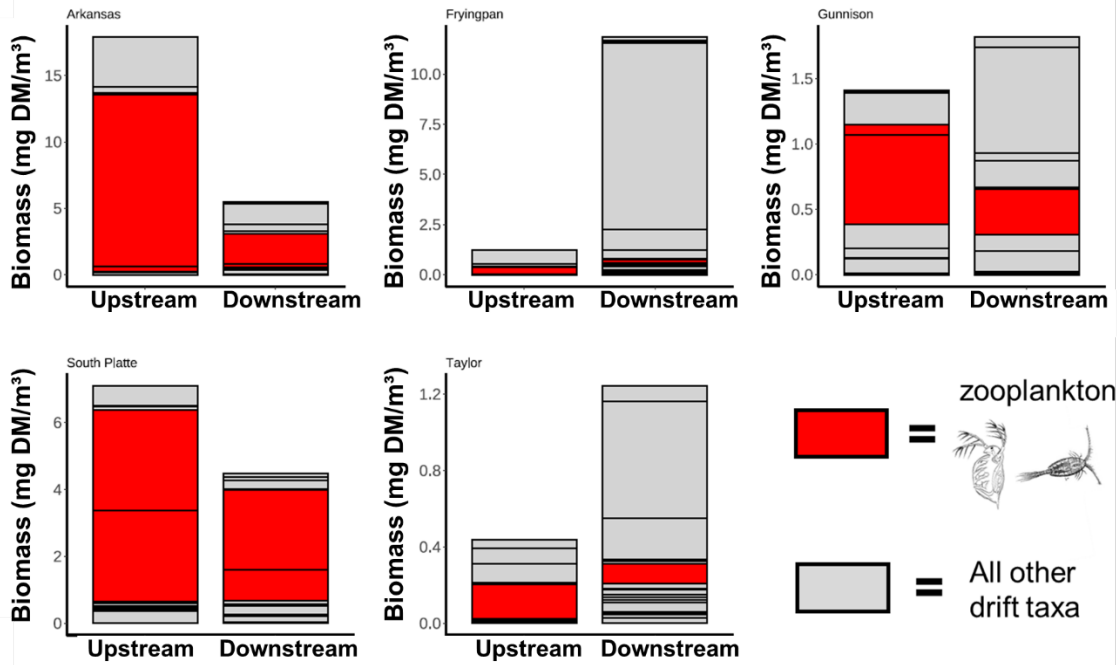 Arkansas
Biomass (mg DM/m³)
15
10
5
0
Upstream Downstream
Fryingpan
Biomass (mg DM/m³)
10.0
7.5
5.0
2.5
0.0
Upstream Downstream
Gunnison
Biomass (mg DM/m³)
1.5
1.0
0.5
0.0
Upstream Downstream
South Platte
Biomass (mg DM/m³)
6
4
2
0
Upstream Downstream
Taylor
Biomass (mg DM/m³)
1.2
0.8
0.4
0.0
Upstream Downstream
zooplankton
=
= All other
drift taxa